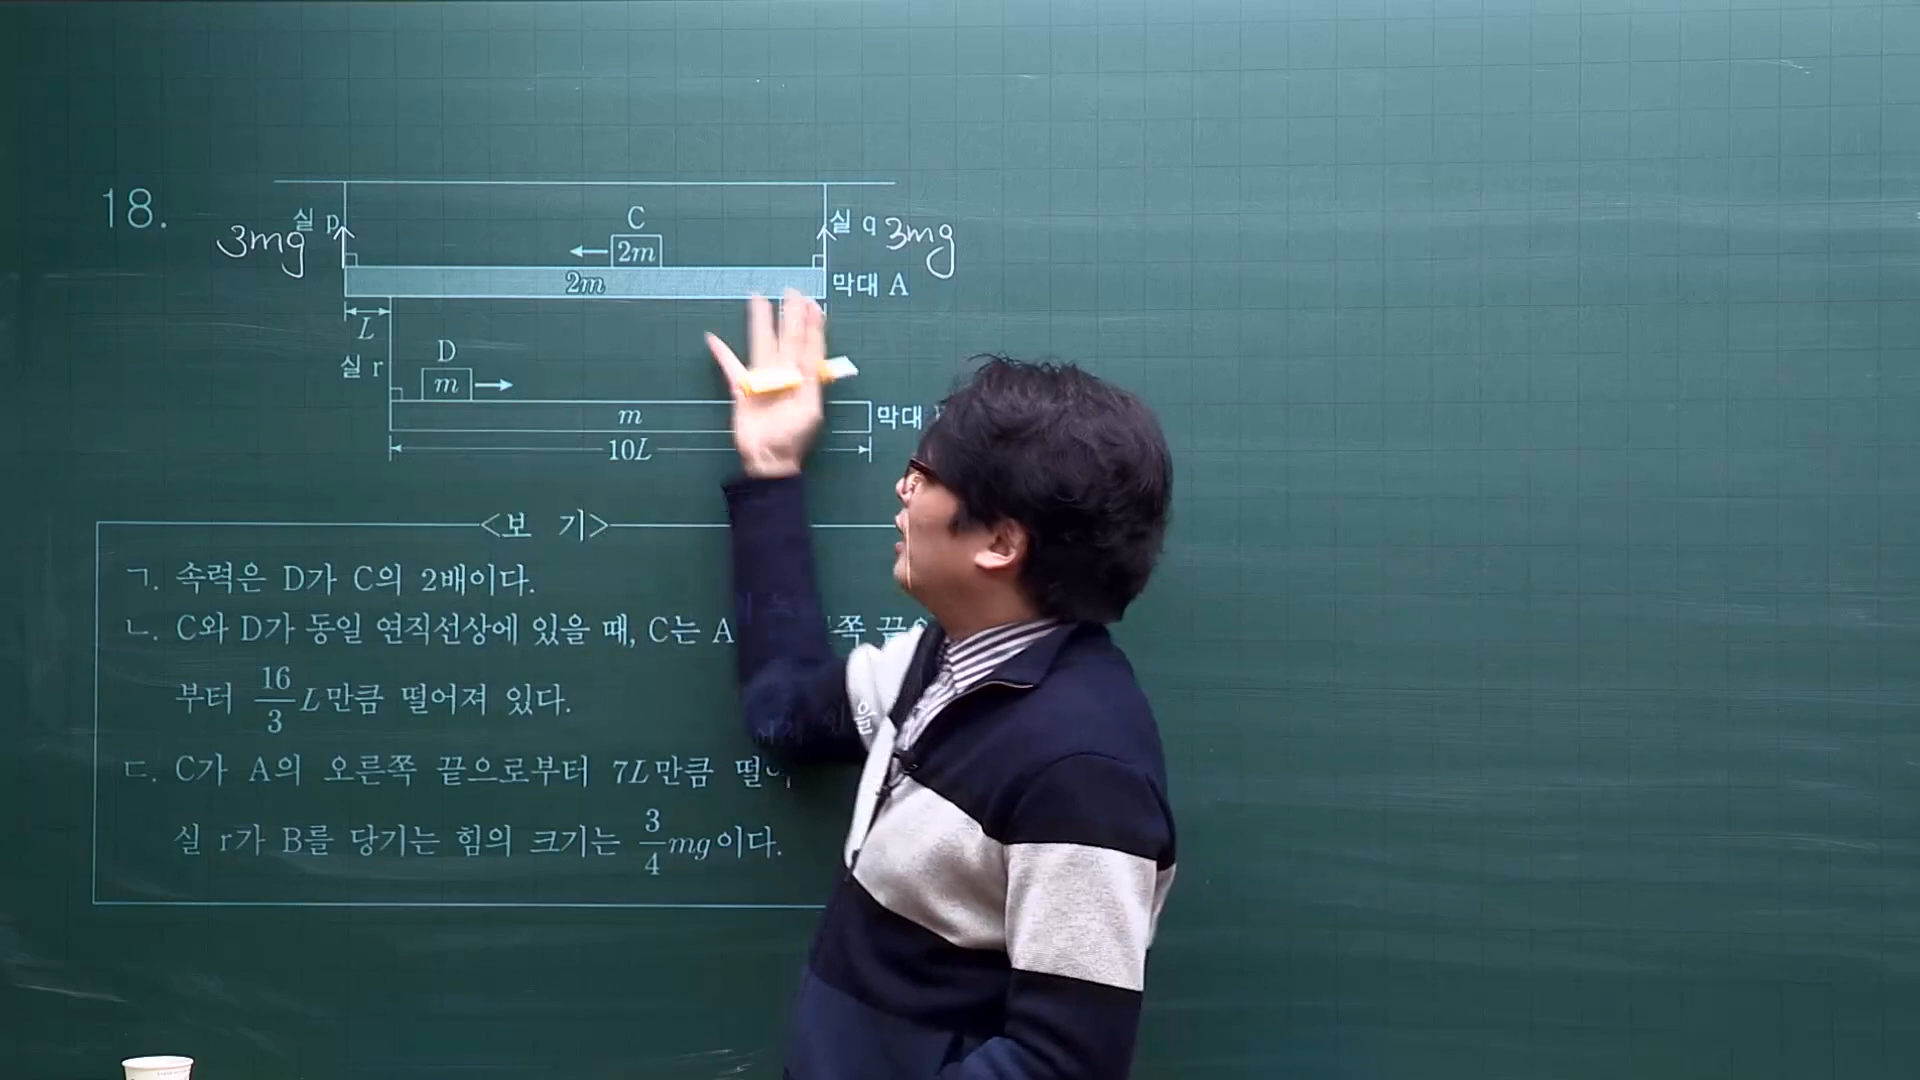 18.
실 p
3mg
C
2m
실 q
3mg
2m
막대 A
L
실 r
D
m
m
막대
10L
<보 기>
ㄱ. 속력은 D가 C의 2배이다.
ㄴ. C와 D가 동일 연직선상에 있을 때, C는 A 쪽
부터 16/3 L만큼 떨어져 있다.
ㄷ. C가 A의 오른쪽 끝으로부터 7L만큼
을
실 r가 B를 당기는 힘의 크기는 3/4 mg이다.